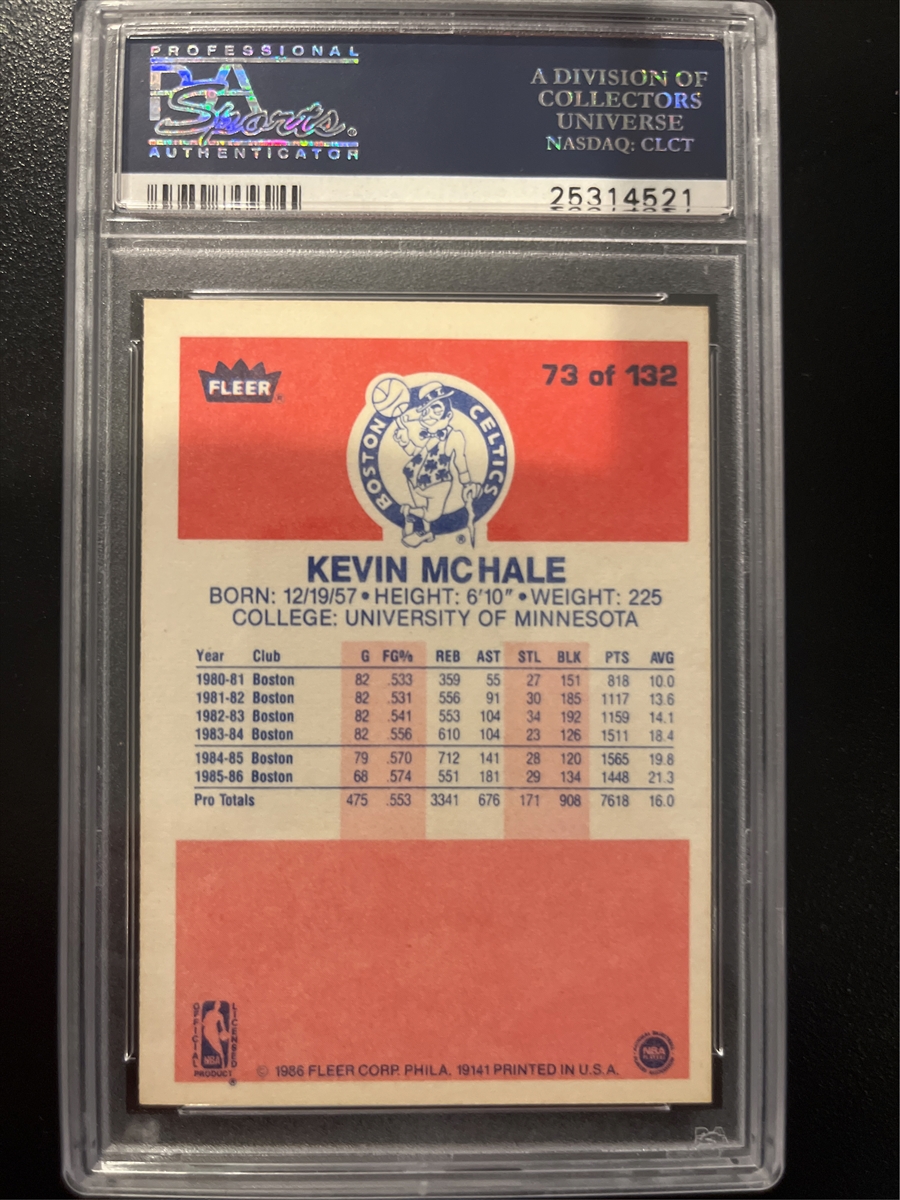 PROFESSIONAL
PSA
Sports.
AUTHENTICATOR
A DIVISION OF
COLLECTORS
UNIVERSE
NASDAQ: CLCT
25314521
FLEER
73 of 132
BOSTON CELTICS
®
KEVIN MCHALE
BORN: 12/19/57 • HEIGHT: 6'10" • WEIGHT: 225
COLLEGE: UNIVERSITY OF MINNESOTA
Year Club G FG% REB AST STL BLK PTS AVG
1980-81 Boston 82 .533 359 55 27 151 818 10.0
1981-82 Boston 82 .531 556 91 30 185 1117 13.6
1982-83 Boston 82 .541 553 104 34 192 1159 14.1
1983-84 Boston 82 .556 610 104 23 126 1511 18.4
1984-85 Boston 79 .570 712 141 28 120 1565 19.8
1985-86 Boston 68 .574 551 181 29 134 1448 21.3
Pro Totals 475 .553 3341 676 171 908 7618 16.0
OFFICIAL
LICENSED
NBA
PRODUCT
®
NBA
PLAYERS
© 1986 FLEER CORP. PHILA. 19141 PRINTED IN U.S.A.
PSA